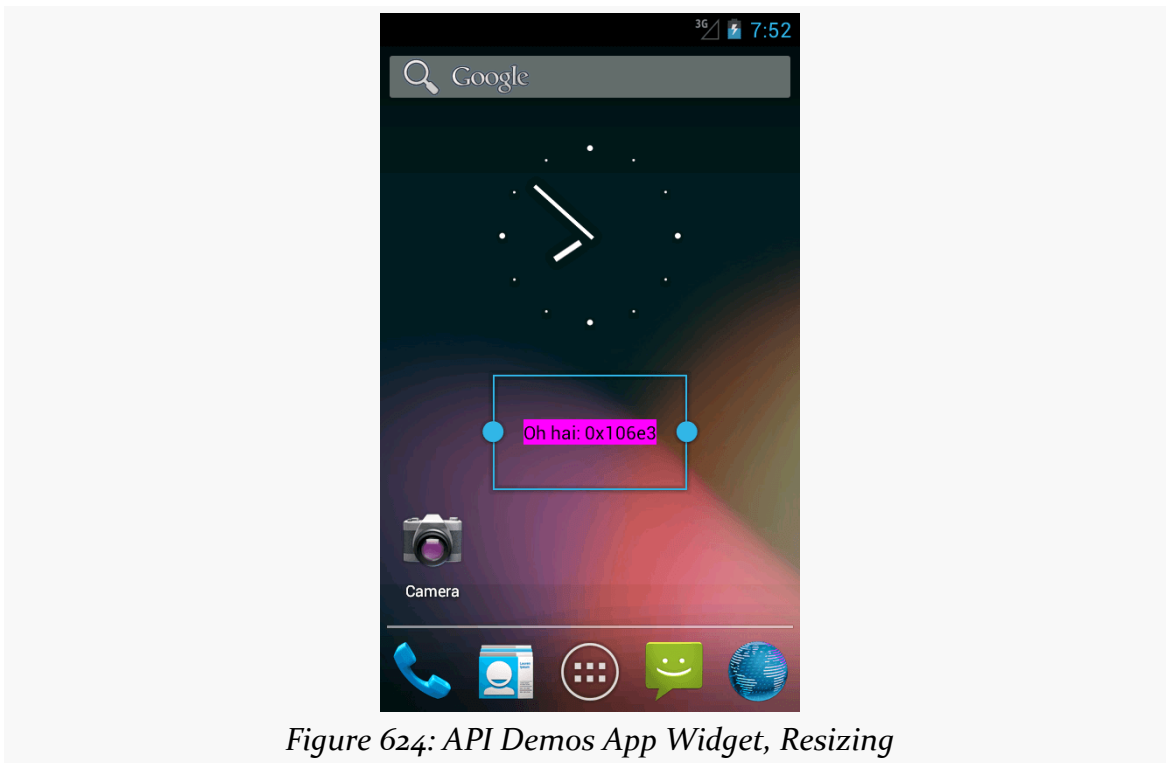 3G 7:52
Google
Oh hai: 0x106e3
Camera
Figure 624: API Demos App Widget, Resizing